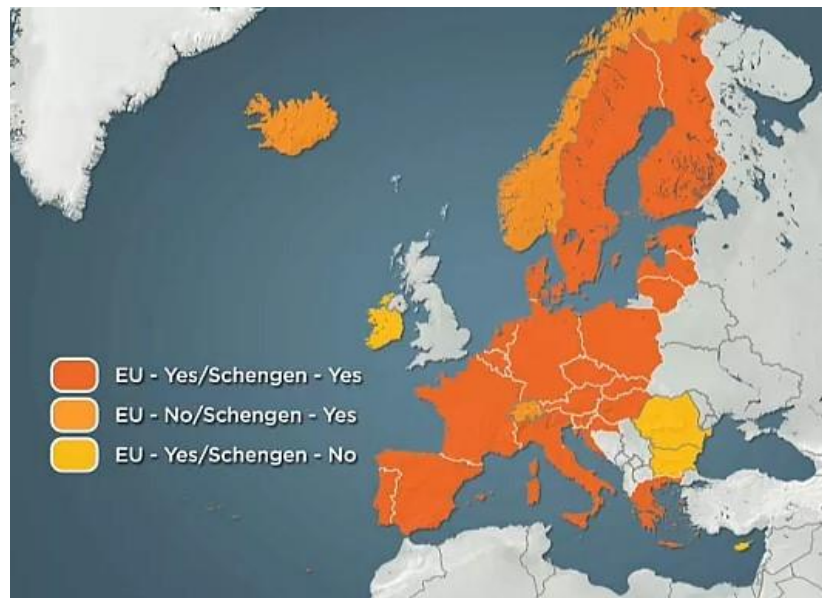 EU - Yes/Schengen - Yes
EU - No/Schengen - Yes
EU - Yes/Schengen - No